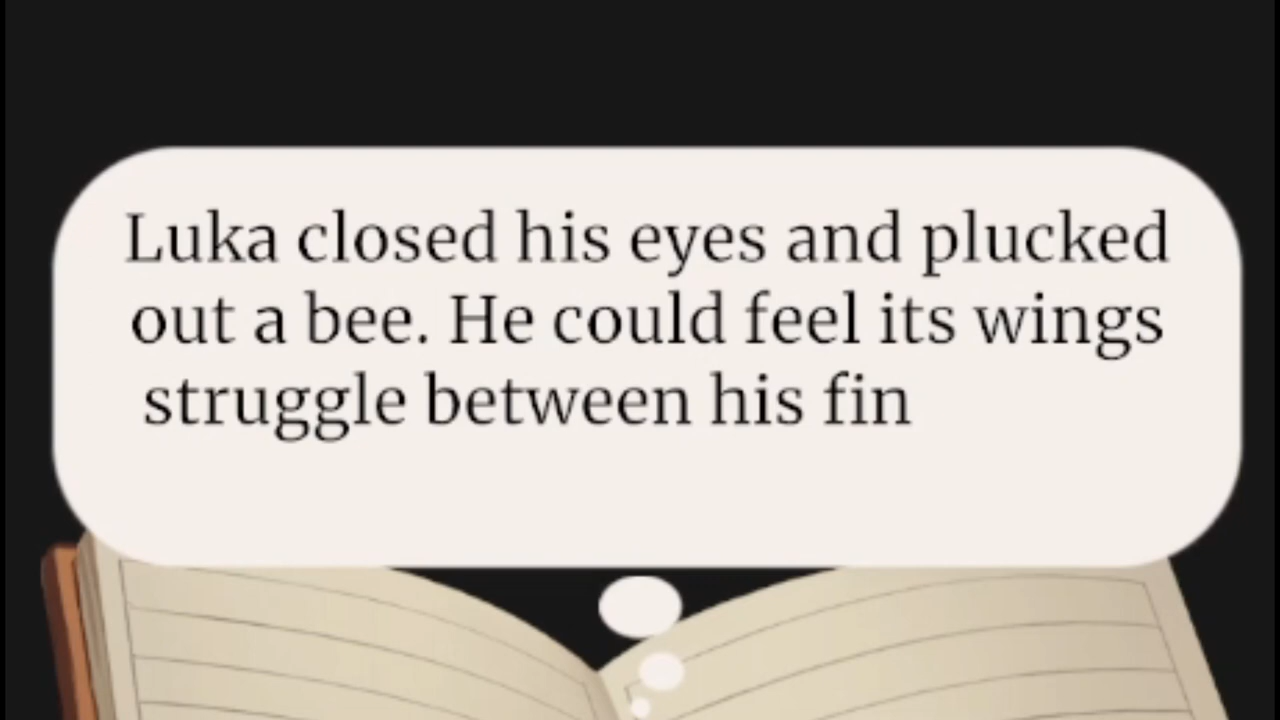 Luka closed his eyes and plucked
out a bee. He could feel its wings
struggle between his fin